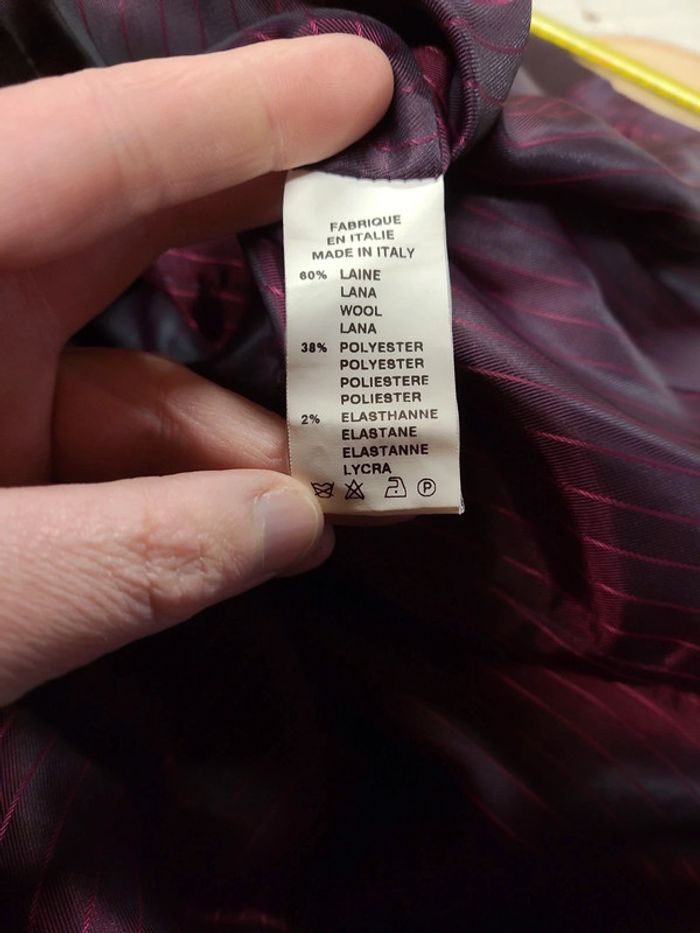 FABRIQUE
EN ITALIE
MADE IN ITALY
60% LAINE
LANA
WOOL
LANA
38% POLYESTER
POLYESTER
POLIESTERE
POLIESTER
2% ELASTHANNE
ELASTANE
ELASTANNE
LYCRA
P